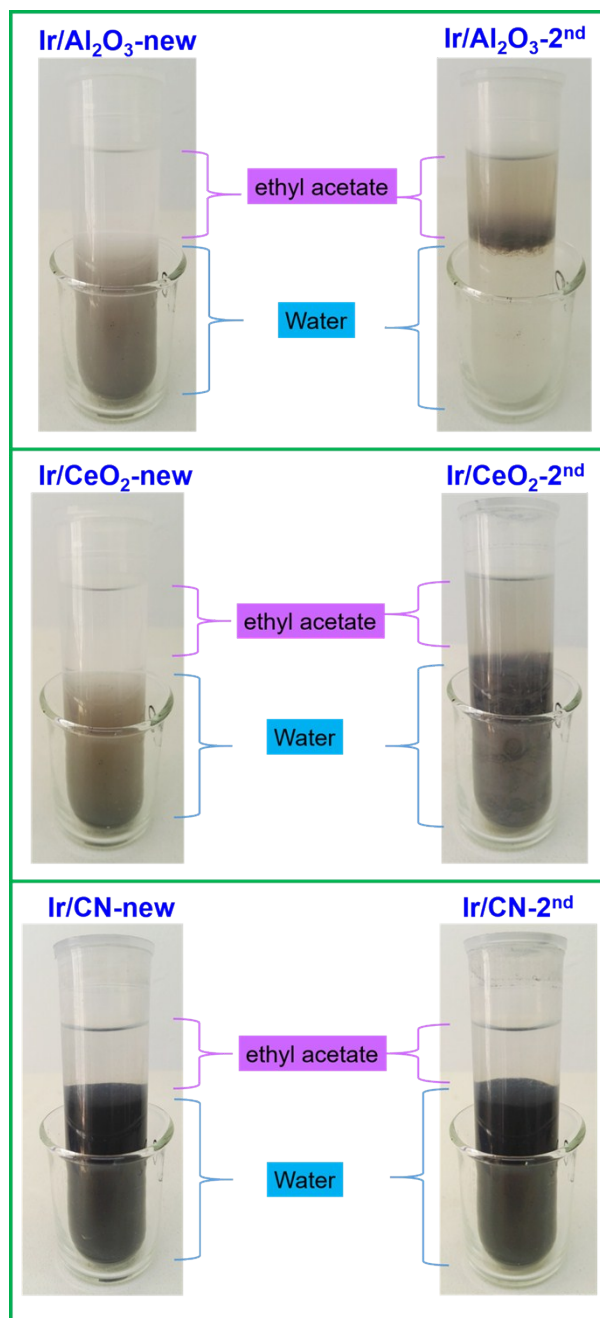 Ir/Al₂O₃-new
Ir/Al₂O₃-2ⁿᵈ
ethyl acetate
Water
Ir/CeO₂-new
Ir/CeO₂-2ⁿᵈ
ethyl acetate
Water
Ir/CN-new
Ir/CN-2ⁿᵈ
ethyl acetate
Water